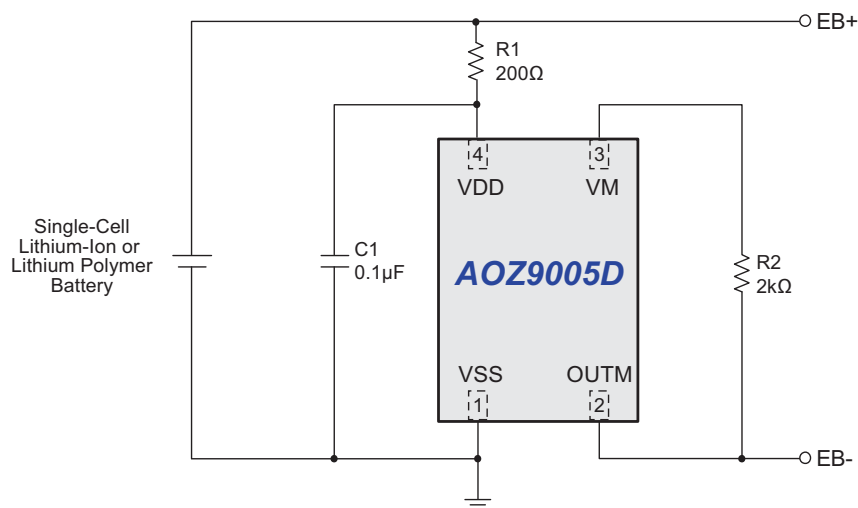 EB+
R1
200Ω
4
3
VDD
VM
Single-Cell
Lithium-Ion or
Lithium Polymer
Battery
C1
0.1µF
AOZ9005D
R2
2kΩ
VSS
OUTM
1
2
EB-